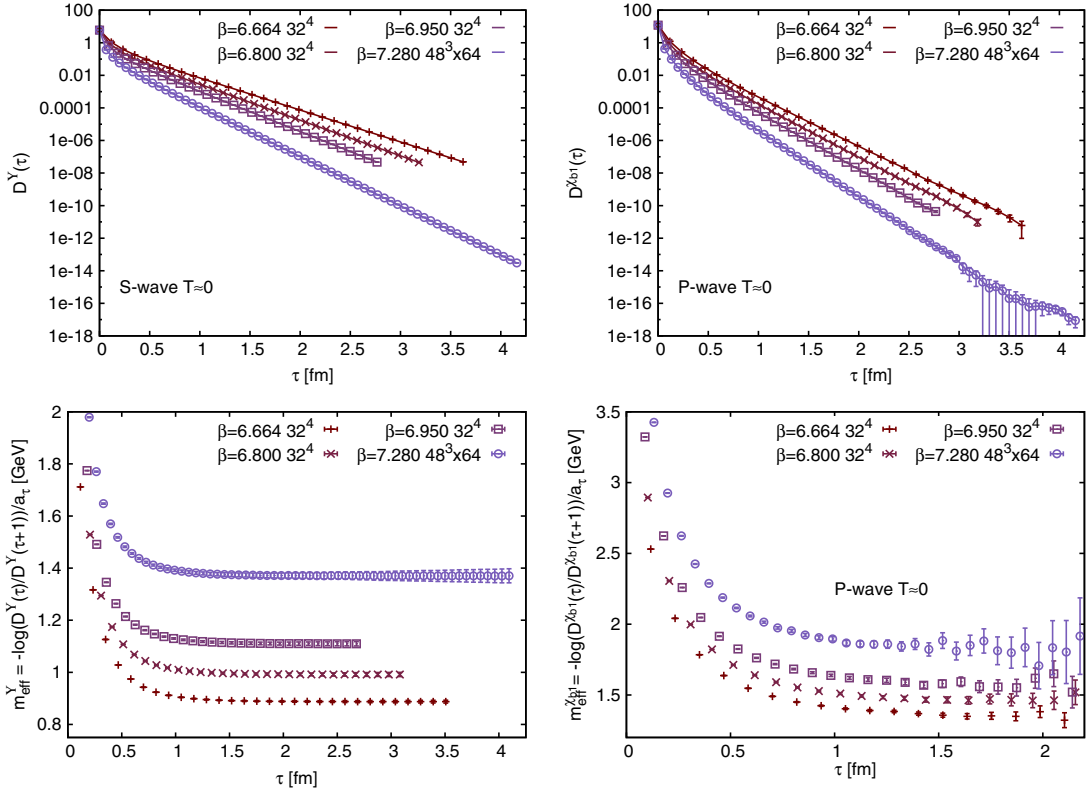 100
1
0.01
0.0001
1e-06
1e-08
1e-10
1e-12
1e-14
1e-16
1e-18
D^Υ(τ)
β=6.664 32^4
β=6.800 32^4
β=6.950 32^4
β=7.280 48^3x64
S-wave T≈0
0 0.5 1 1.5 2 2.5 3 3.5 4
τ [fm]
100
1
0.01
0.0001
1e-06
1e-08
1e-10
1e-12
1e-14
1e-16
1e-18
D^χ_b1(τ)
β=6.664 32^4
β=6.800 32^4
β=6.950 32^4
β=7.280 48^3x64
P-wave T≈0
0 0.5 1 1.5 2 2.5 3 3.5 4
τ [fm]
2
1.8
1.6
1.4
1.2
1
0.8
m_eff^Υ = -log(D^Υ(τ)/D^Υ(τ+1))/a_τ [GeV]
β=6.664 32^4
β=6.800 32^4
β=6.950 32^4
β=7.280 48^3x64
0 0.5 1 1.5 2 2.5 3 3.5 4
τ [fm]
3.5
3
2.5
2
1.5
m_eff^χ_b1 = -log(D^χ_b1(τ)/D^χ_b1(τ+1))/a_τ [GeV]
β=6.664 32^4
β=6.800 32^4
β=6.950 32^4
β=7.280 48^3x64
P-wave T≈0
0 0.5 1 1.5 2
τ [fm]